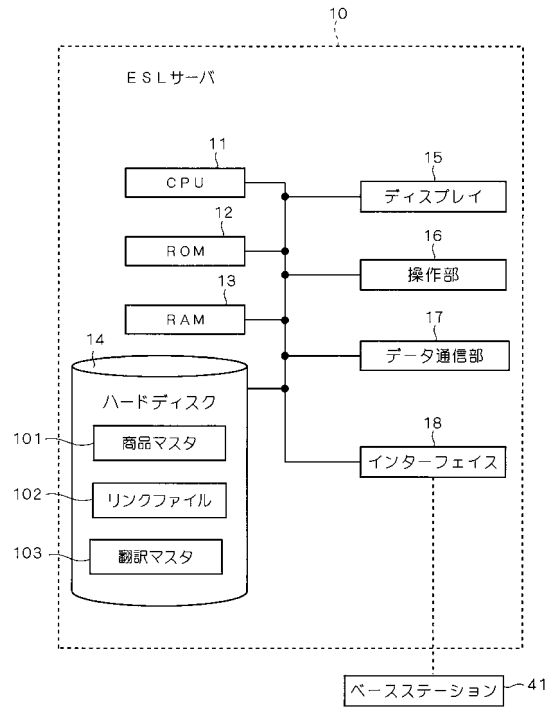 10
ESLサーバ
11
CPU
12
ROM
13
RAM
14
ハードディスク
101
商品マスタ
102
リンクファイル
103
翻訳マスタ
15
ディスプレイ
16
操作部
17
データ通信部
18
インターフェイス
ベースステーション
41